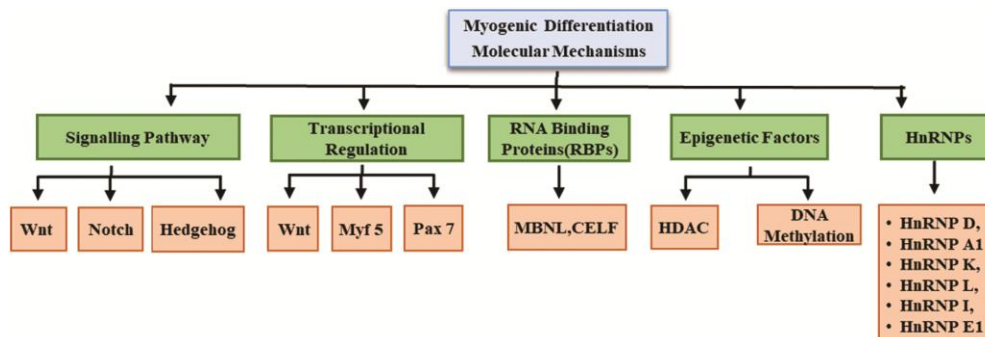 Myogenic Differentiation
Molecular Mechanisms
Signalling Pathway
Transcriptional
Regulation
RNA Binding
Proteins(RBPs)
Epigenetic Factors
HnRNPs
Wnt
Notch
Hedgehog
Wnt
Myf 5
Pax 7
MBNL,CELF
HDAC
DNA
Methylation
• HnRNP D,
• HnRNP A1
• HnRNP K,
• HnRNP L,
• HnRNP I,
• HnRNP E1